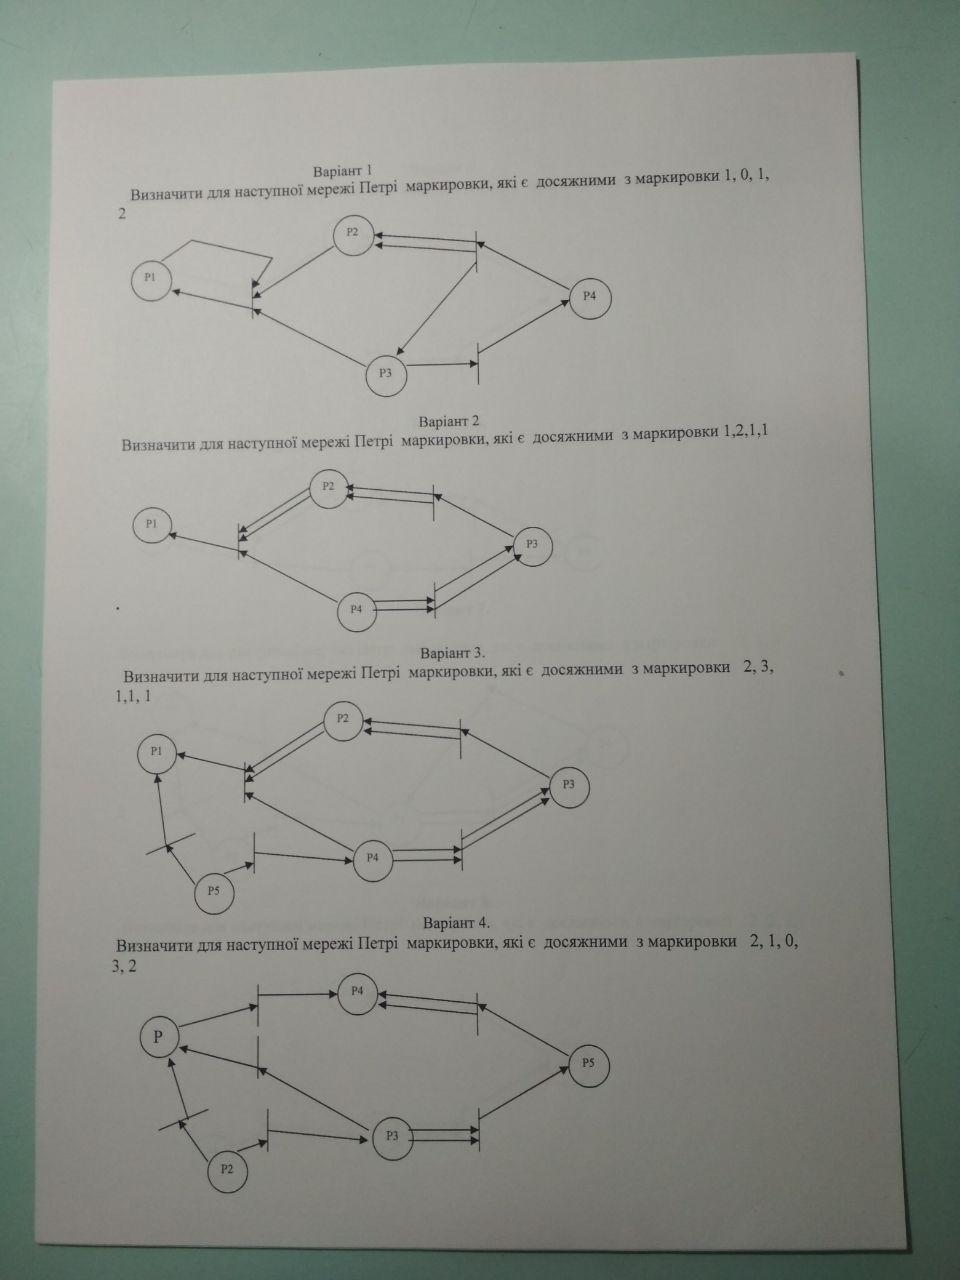 Варіант 1
Визначити для наступної мережі Петрі маркировки, які є досяжними з маркировки 1, 0, 1,
2
P2
P1
P4
P3
Варіант 2
Визначити для наступної мережі Петрі маркировки, які є досяжними з маркировки 1,2,1,1
P2
P1
P3
P4
Варіант 3.
Визначити для наступної мережі Петрі маркировки, які є досяжними з маркировки 2, 3,
1,1, 1
P2
P1
P3
P4
P5
Варіант 4.
Визначити для наступної мережі Петрі маркировки, які є досяжними з маркировки 2, 1, 0,
3, 2
P4
P
P5
P3
P2